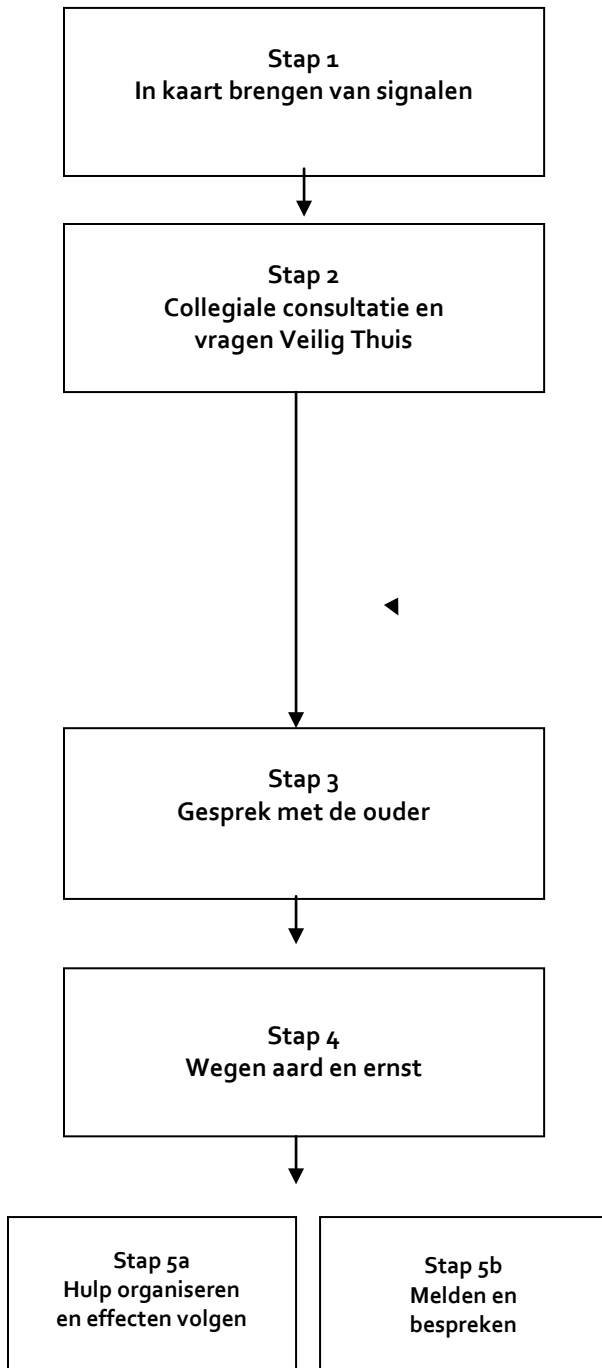 Stap 1
In kaart brengen van signalen
Stap 2
Collegiale consultatie en
vragen Veilig Thuis
Stap 3
Gesprek met de ouder
Stap 4
Wegen aard en ernst
Stap 5a
Hulp organiseren
en effecten volgen
Stap 5b
Melden en
bespreken